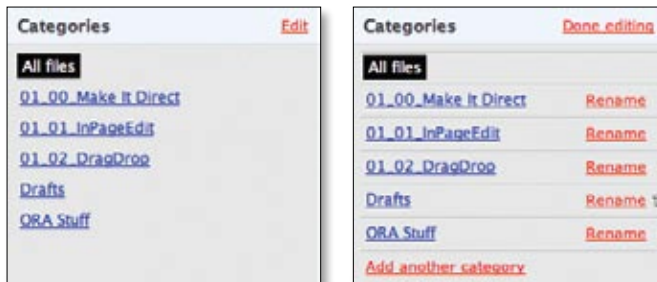 Categories Edit
All files
01_00_Make It Direct
01_01_InPageEdit
01_02_DragDrop
Drafts
ORA Stuff
Categories Done editing
All files
01_00_Make It Direct Rename
01_01_InPageEdit Rename
01_02_DragDrop Rename
Drafts Rename
ORA Stuff Rename
Add another category